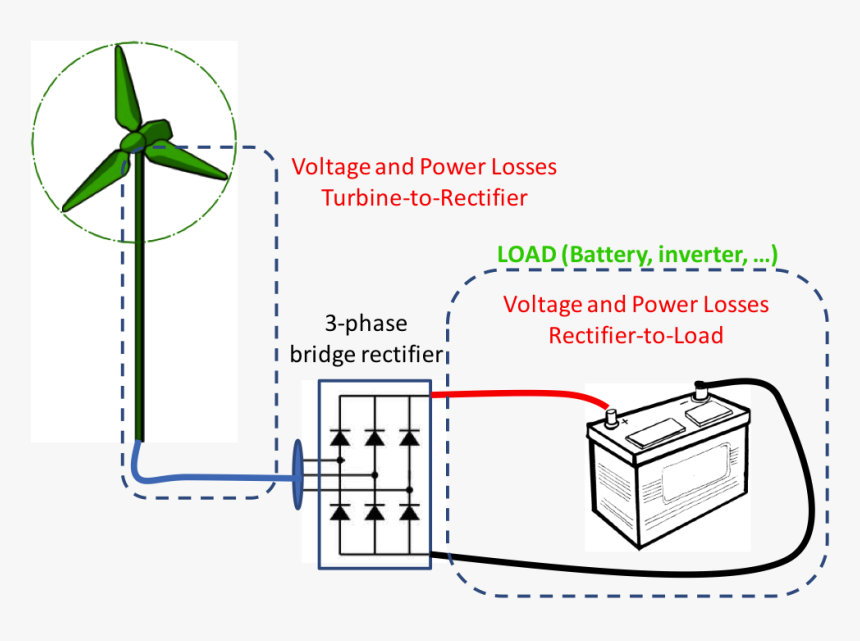 Voltage and Power Losses
Turbine-to-Rectifier
LOAD (Battery, inverter, …)
Voltage and Power Losses
Rectifier-to-Load
3-phase
bridge rectifier
+
−